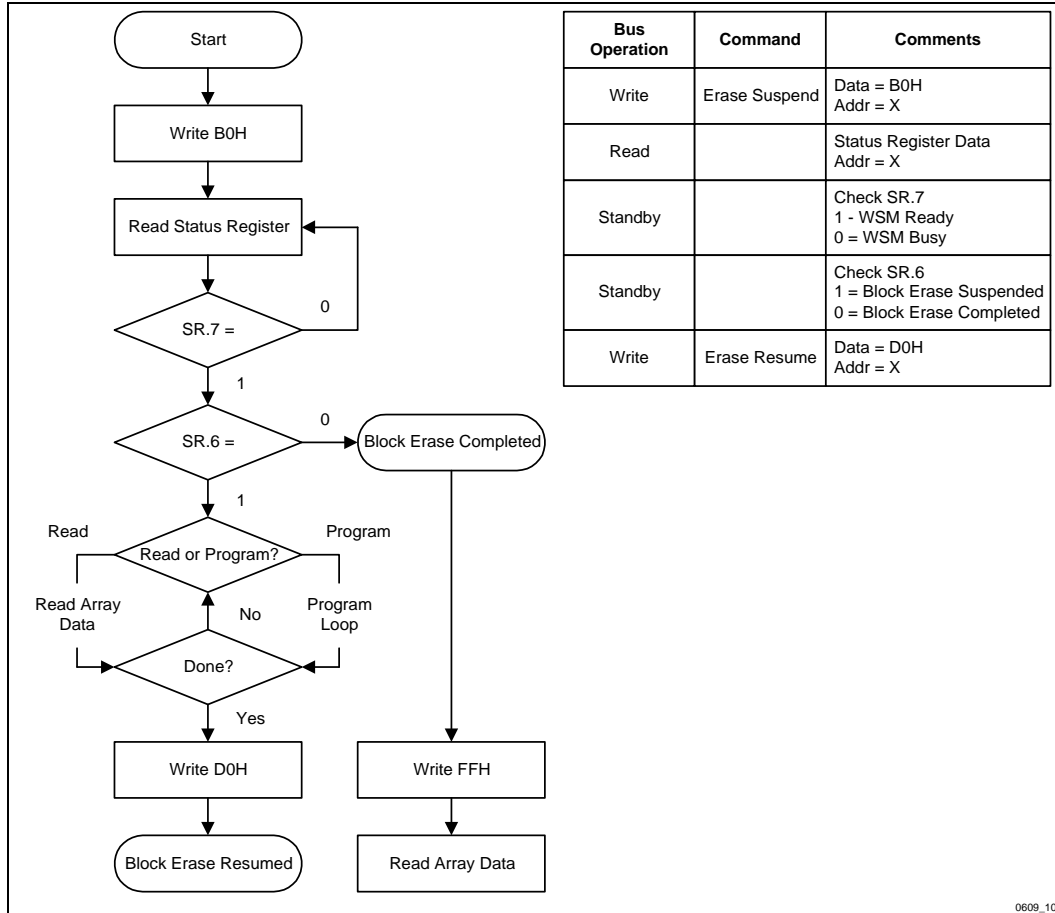 Start
Write B0H
Read Status Register
0
SR.7 =
1
0
SR.6 =
Block Erase Completed
1
Read
Program
Read or Program?
Read Array
Data
No
Program
Loop
Done?
Yes
Write D0H
Write FFH
Block Erase Resumed
Read Array Data
Bus
Operation
Command
Comments
Write
Erase Suspend
Data = B0H
Addr = X
Read
Status Register Data
Addr = X
Standby
Check SR.7
1 - WSM Ready
0 = WSM Busy
Standby
Check SR.6
1 = Block Erase Suspended
0 = Block Erase Completed
Write
Erase Resume
Data = D0H
Addr = X
0609_10